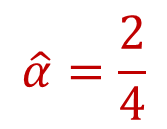 α̂ = 2/4